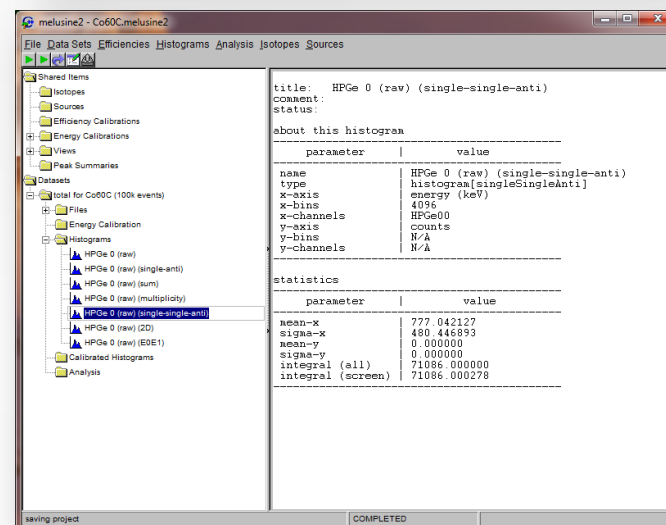 melusine2 - Co60C.melusine2
File Data Sets Efficiencies Histograms Analysis Isotopes Sources
Shared Items
Isotopes
Sources
Efficiency Calibrations
Energy Calibrations
Views
Peak Summaries
Datasets
total for Co60C (100k events)
Files
Energy Calibration
Histograms
HPGe 0 (raw)
HPGe 0 (raw) (single-anti)
HPGe 0 (raw) (sum)
HPGe 0 (raw) (multiplicity)
HPGe 0 (raw) (single-single-anti)
HPGe 0 (raw) (2D)
HPGe 0 (raw) (E0E1)
Calibrated Histograms
Analysis
title: HPGe 0 (raw) (single-single-anti)
comment:
status:
about this histogram
parameter | value
name | HPGe 0 (raw) (single-single-anti)
type | histogram[singleSingleAnti]
x-axis | energy (keV)
x-bins | 4096
x-channels | HPGe00
y-axis | counts
y-bins | N/A
y-channels | N/A
statistics
parameter | value
mean-x | 777.042127
sigma-x | 480.446893
mean-y | 0.000000
sigma-y | 0.000000
integral (all) | 71086.000000
integral (screen) | 71086.000278
saving project
COMPLETED